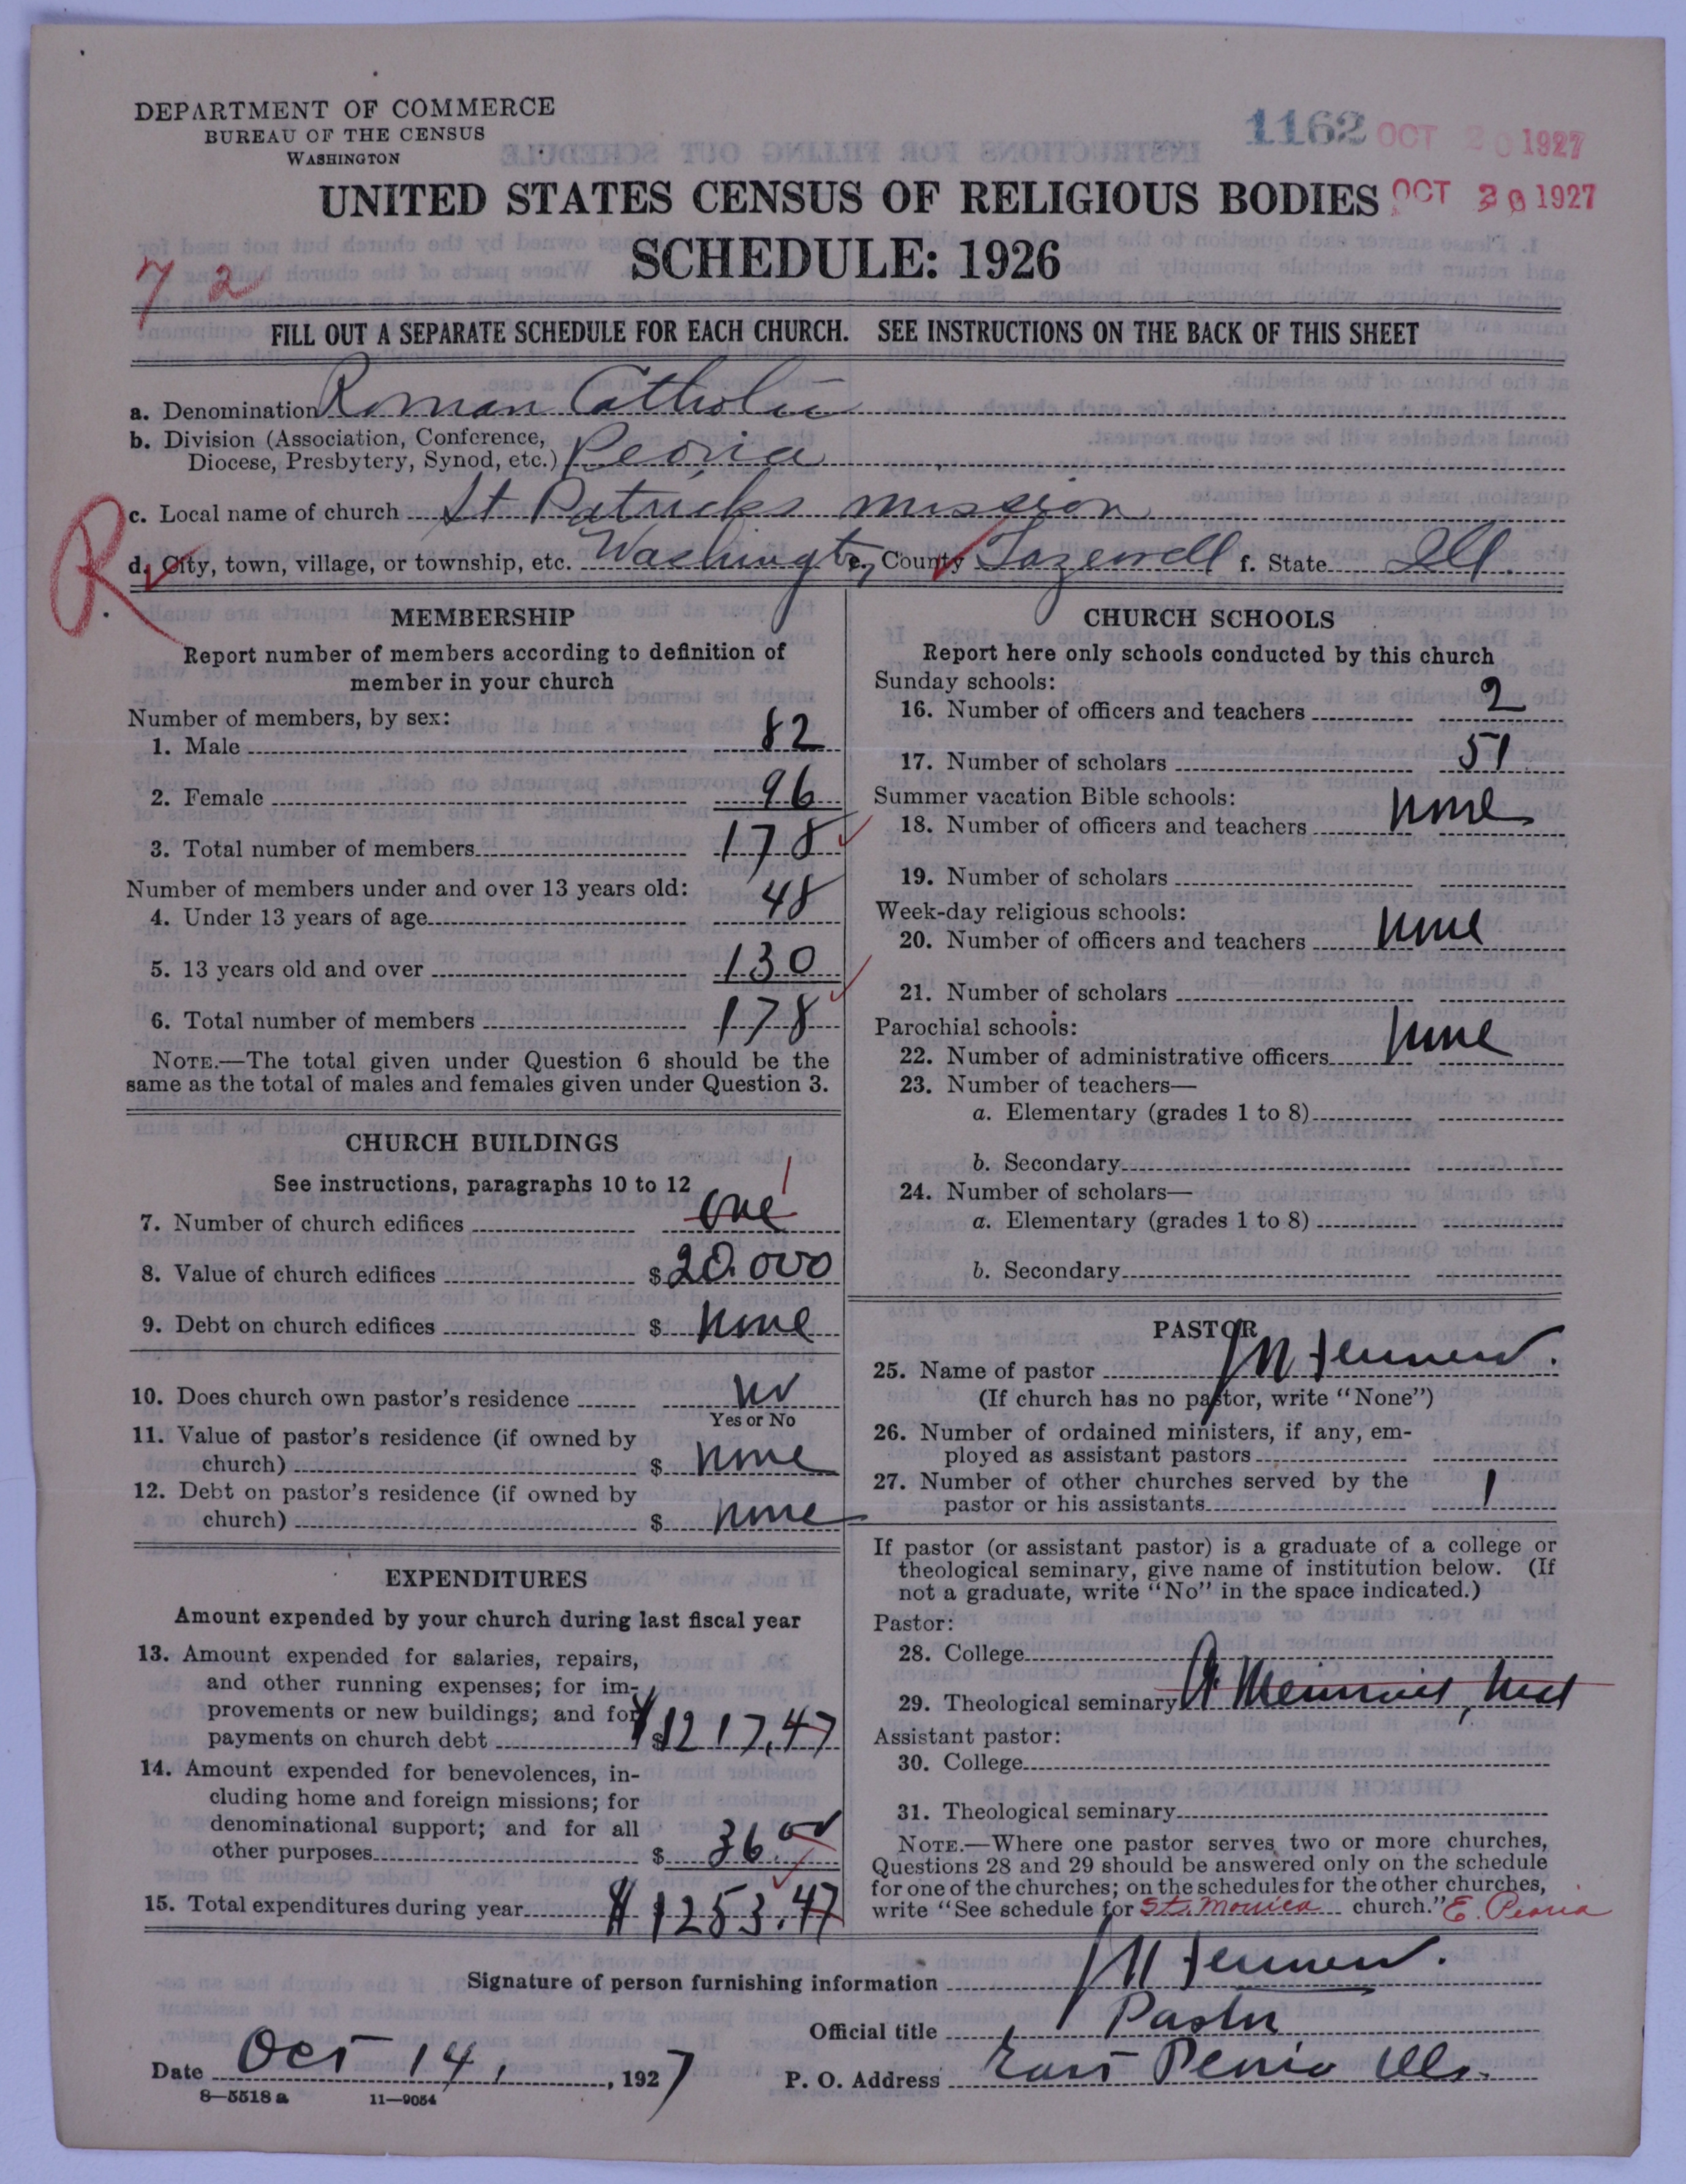 DEPARTMENT OF COMMERCE
BUREAU OF THE CENSUS
WASHINGTON
1162 OCT 20 1927
UNITED STATES CENSUS OF RELIGIOUS BODIES OCT 30 1927
SCHEDULE: 1926
7 2
FILL OUT A SEPARATE SCHEDULE FOR EACH CHURCH. SEE INSTRUCTIONS ON THE BACK OF THIS SHEET
a. Denomination Roman Catholic
b. Division (Association, Conference,
Diocese, Presbytery, Synod, etc.) Peoria
c. Local name of church St Patricks mission
R
d. City, town, village, or township, etc. Washington e. County Tazewell f. State Ill.
MEMBERSHIP
Report number of members according to definition of
member in your church
Number of members, by sex:
1. Male 82
2. Female 96
3. Total number of members 178
Number of members under and over 13 years old:
4. Under 13 years of age 48
5. 13 years old and over 130
6. Total number of members 178
NOTE.—The total given under Question 6 should be the
same as the total of males and females given under Question 3.
CHURCH BUILDINGS
See instructions, paragraphs 10 to 12
7. Number of church edifices one 1
8. Value of church edifices $ 20.000
9. Debt on church edifices $ none
10. Does church own pastor's residence no
Yes or No
11. Value of pastor's residence (if owned by
church) $ none
12. Debt on pastor's residence (if owned by
church) $ none
EXPENDITURES
Amount expended by your church during last fiscal year
13. Amount expended for salaries, repairs,
and other running expenses; for im-
provements or new buildings; and for
payments on church debt $ 1217.47
14. Amount expended for benevolences, in-
cluding home and foreign missions; for
denominational support; and for all
other purposes $ 36.00
15. Total expenditures during year $ 1253.47
CHURCH SCHOOLS
Report here only schools conducted by this church
Sunday schools:
16. Number of officers and teachers 2
17. Number of scholars 51
Summer vacation Bible schools:
18. Number of officers and teachers none
19. Number of scholars
Week-day religious schools:
20. Number of officers and teachers none
21. Number of scholars
Parochial schools:
22. Number of administrative officers none
23. Number of teachers—
a. Elementary (grades 1 to 8)
b. Secondary
24. Number of scholars—
a. Elementary (grades 1 to 8)
b. Secondary
PASTOR
25. Name of pastor
(If church has no pastor, write "None")
26. Number of ordained ministers, if any, em-
ployed as assistant pastors
27. Number of other churches served by the
pastor or his assistants 1
If pastor (or assistant pastor) is a graduate of a college or
theological seminary, give name of institution below. (If
not a graduate, write "No" in the space indicated.)
Pastor:
28. College
29. Theological seminary
Assistant pastor:
30. College
31. Theological seminary
NOTE.—Where one pastor serves two or more churches,
Questions 28 and 29 should be answered only on the schedule
for one of the churches; on the schedules for the other churches,
write "See schedule for St. Monica church." E. Peoria
Signature of person furnishing information
Official title Pastor
Date Oct 14, 1927 P. O. Address East Peoria Ills.
8—5518 a 11—9054